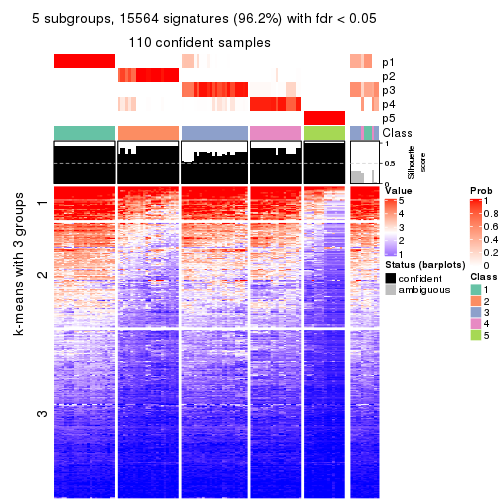 5 subgroups, 15564 signatures (96.2%) with fdr < 0.05
110 confident samples
p1
p2
p3
p4
p5
Class
1
0.5
0
Silhouette
score
k-means with 3 groups
1
2
3
Value
5
4
3
2
1
Status (barplots)
confident
ambiguous
Prob
1
0.8
0.6
0.4
0.2
0
Class
1
2
3
4
5